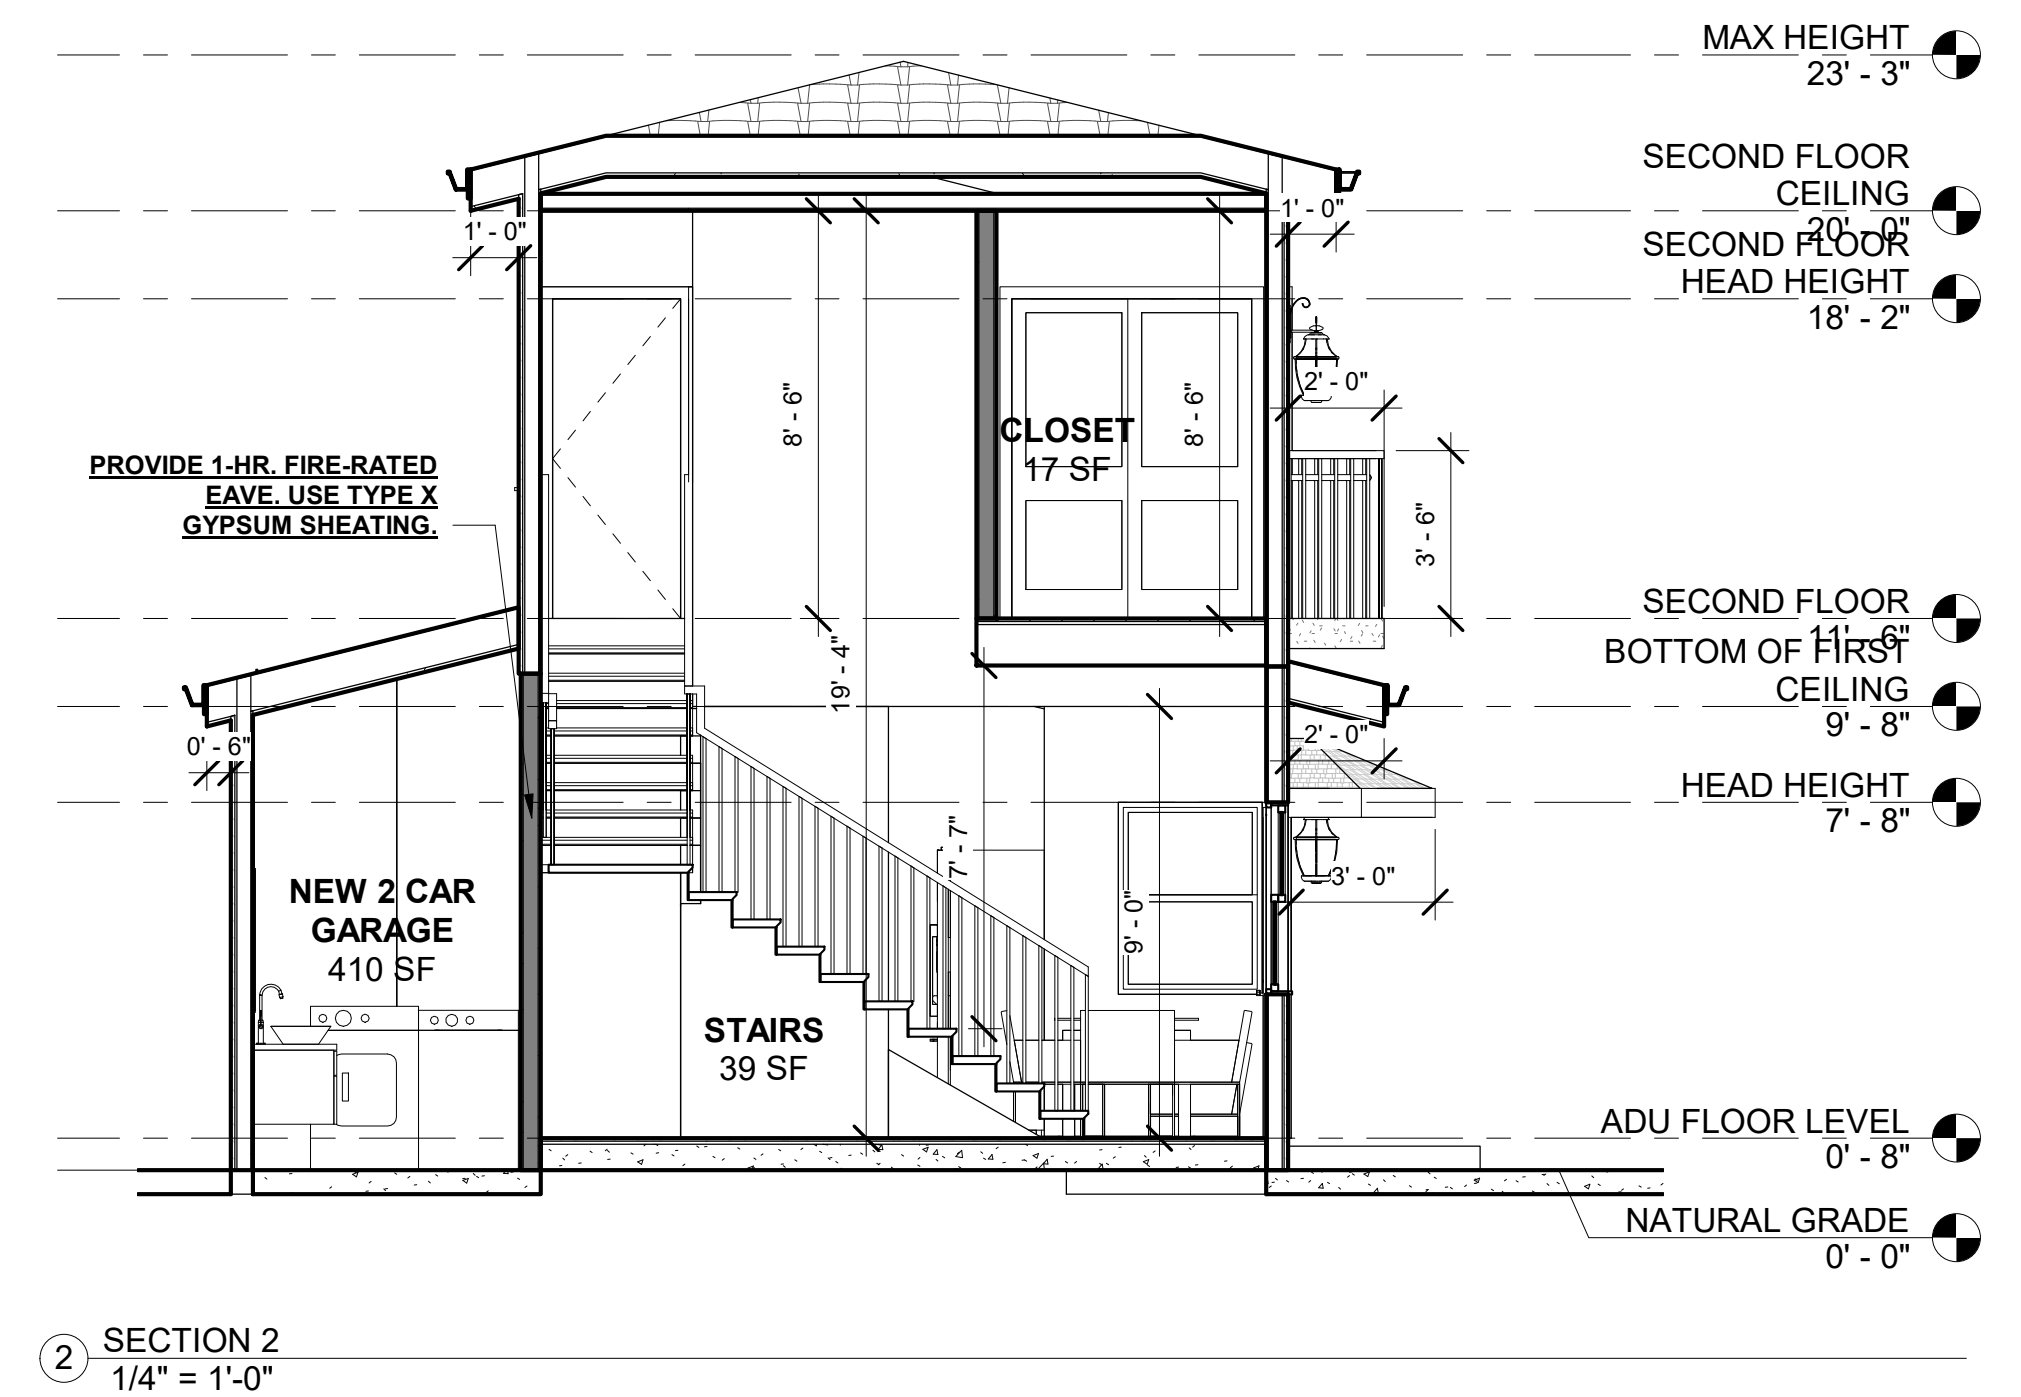 MAX HEIGHT
23' - 3"
SECOND FLOOR
CEILING
20' - 0"
SECOND FLOOR
HEAD HEIGHT
18' - 2"
1' - 0"
1' - 0"
2' - 0"
8' - 6"
8' - 6"
CLOSET
17 SF
PROVIDE 1-HR. FIRE-RATED
EAVE. USE TYPE X
GYPSUM SHEATING.
3' - 6"
SECOND FLOOR
11' - 6"
BOTTOM OF FIRST
CEILING
9' - 8"
19' - 4"
0' - 6"
2' - 0"
HEAD HEIGHT
7' - 8"
7' - 7"
3' - 0"
9' - 0"
NEW 2 CAR
GARAGE
410 SF
STAIRS
39 SF
ADU FLOOR LEVEL
0' - 8"
NATURAL GRADE
0' - 0"
2
SECTION 2
1/4" = 1'-0"